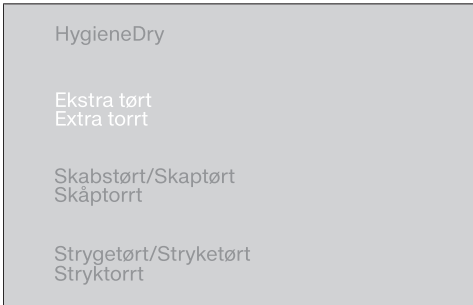 HygieneDry
Ekstra tørt
Extra torrt
Skabstørt/Skaptørt
Skåptorrt
Strygetørt/Stryketørt
Stryktorrt